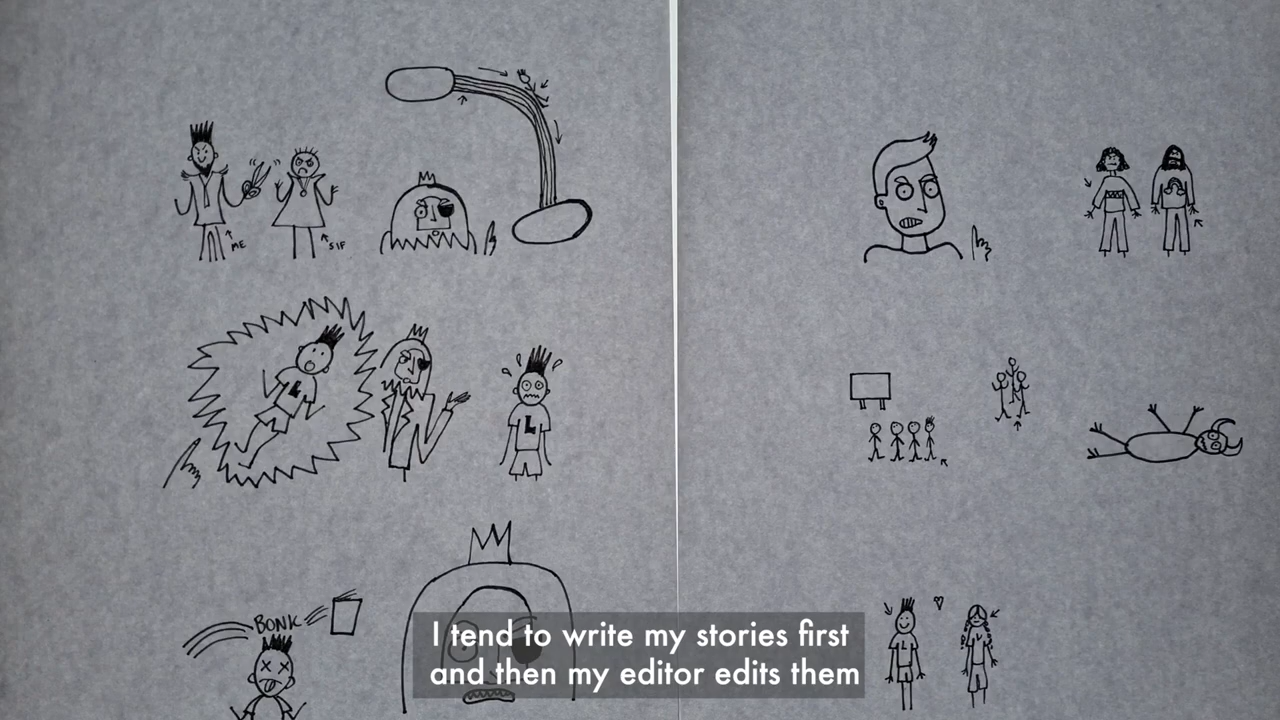 ME
SIF
L
L
BONK
I tend to write my stories first
and then my editor edits them
L